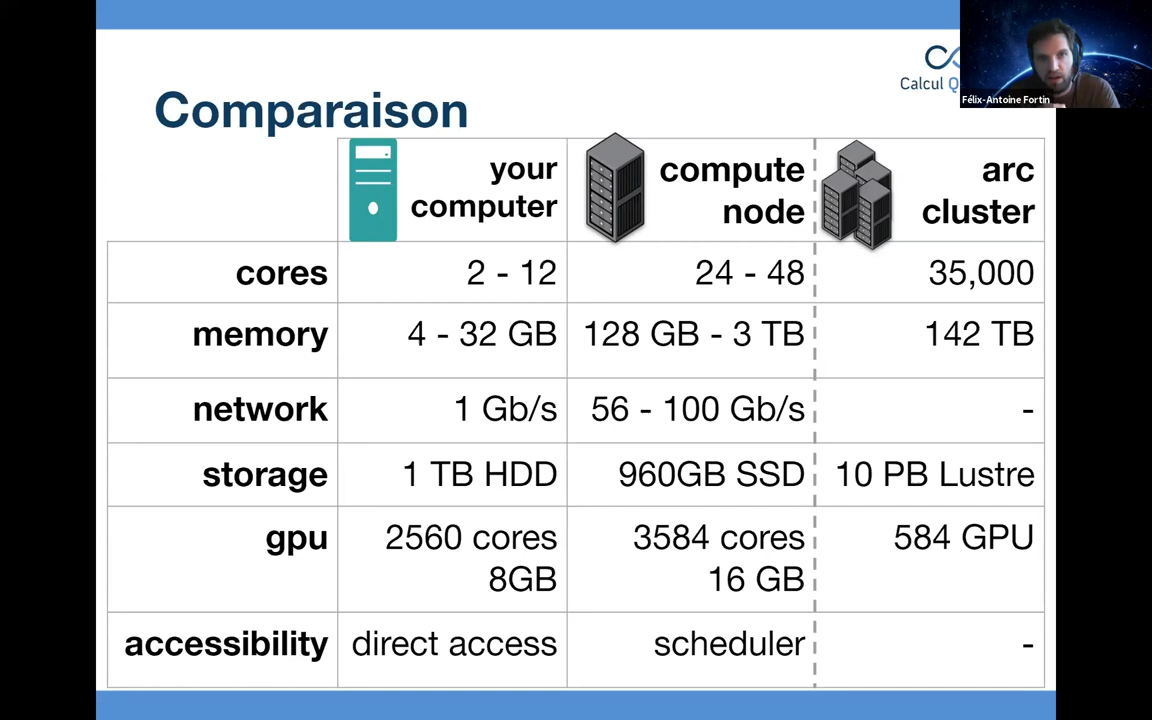 Calcul
Félix-Antoine Fortin
Comparaison
your computer
compute node
arc cluster
cores 2 - 12 24 - 48 35,000
memory 4 - 32 GB 128 GB - 3 TB 142 TB
network 1 Gb/s 56 - 100 Gb/s -
storage 1 TB HDD 960GB SSD 10 PB Lustre
gpu 2560 cores 3584 cores 584 GPU
8GB 16 GB
accessibility direct access scheduler -